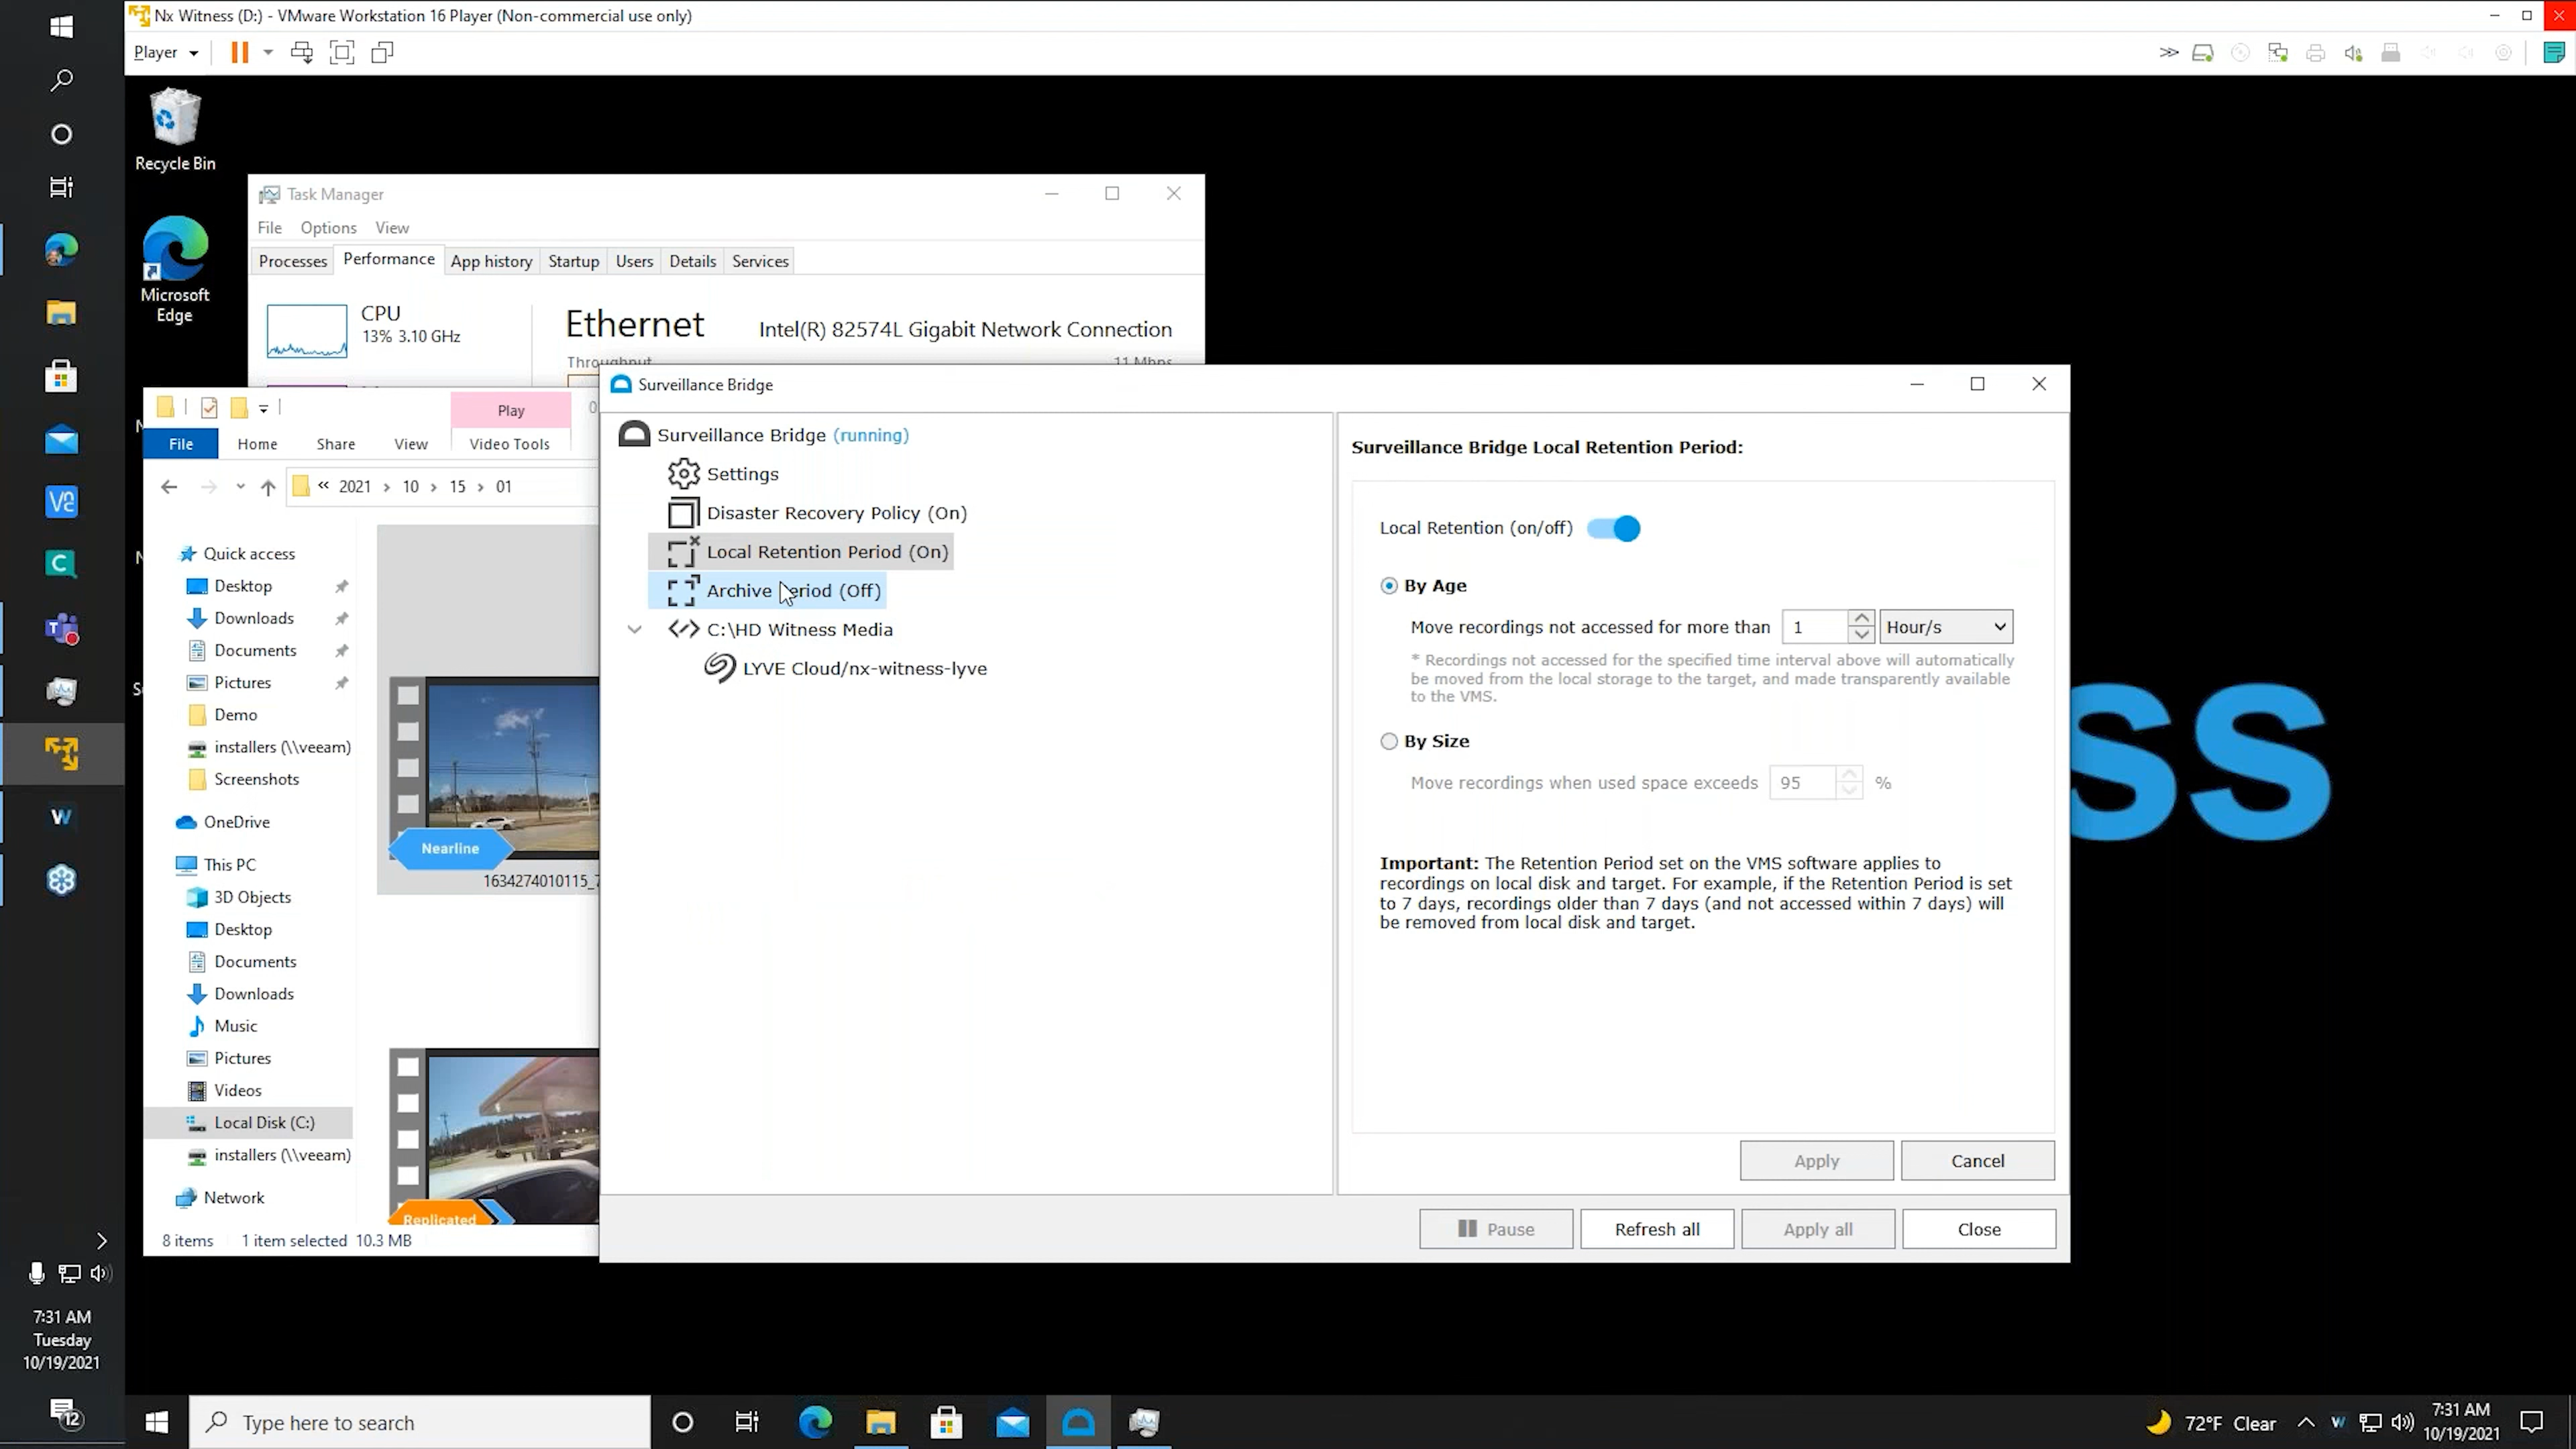 Nx Witness (D:) - VMware Workstation 16 Player (Non-commercial use only)
Player
Recycle Bin
Microsoft
Edge
Task Manager
File Options View
Processes Performance App history Startup Users Details Services
CPU
13% 3.10 GHz
Ethernet Intel(R) 82574L Gigabit Network Connection
Throughput 11 Mbps
Play
File Home Share View Video Tools
« 2021 > 10 > 15 > 01
Quick access
Desktop
Downloads
Documents
Pictures
Demo
installers (\\veeam)
Screenshots
OneDrive
This PC
3D Objects
Desktop
Documents
Downloads
Music
Pictures
Videos
Local Disk (C:)
installers (\\veeam)
Network
Nearline
1634274010115_
Replicated
8 items 1 item selected 10.3 MB
Surveillance Bridge
Surveillance Bridge (running)
Settings
Disaster Recovery Policy (On)
Local Retention Period (On)
Archive Period (Off)
C:\HD Witness Media
LYVE Cloud/nx-witness-lyve
Surveillance Bridge Local Retention Period:
Local Retention (on/off)
By Age
Move recordings not accessed for more than 1 Hour/s
* Recordings not accessed for the specified time interval above will automatically
be moved from the local storage to the target, and made transparently available
to the VMS.
By Size
Move recordings when used space exceeds 95 %
Important: The Retention Period set on the VMS software applies to
recordings on local disk and target. For example, if the Retention Period is set
to 7 days, recordings older than 7 days (and not accessed within 7 days) will
be removed from local disk and target.
Apply Cancel
Pause Refresh all Apply all Close
ss
7:31 AM
Tuesday
10/19/2021
12
Type here to search
72°F Clear
7:31 AM
10/19/2021